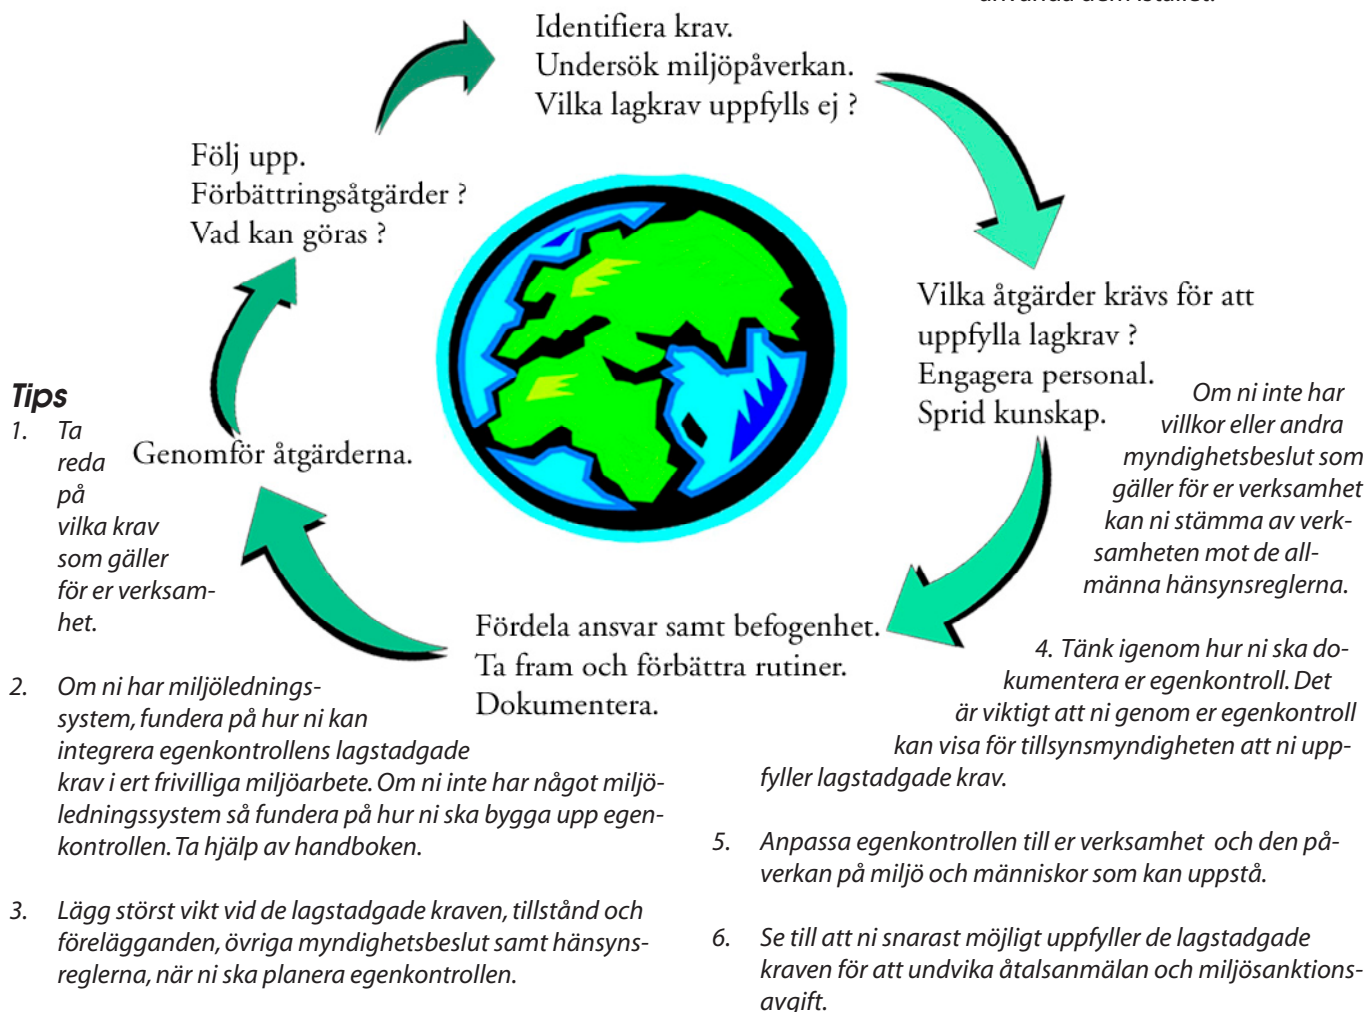 Identifiera krav.
Undersök miljöpåverkan.
Vilka lagkrav uppfylls ej ?
Följ upp.
Förbättringsåtgärder ?
Vad kan göras ?
Vilka åtgärder krävs för att
uppfylla lagkrav ?
Engagera personal.
Sprid kunskap.
Genomför åtgärderna.
Fördela ansvar samt befogenhet.
Ta fram och förbättra rutiner.
Dokumentera.
Tips
1. Ta
reda
på
vilka krav
som gäller
för er verksam-
het.
2. Om ni har miljölednings-
system, fundera på hur ni kan
integrera egenkontrollens lagstadgade
krav i ert frivilliga miljöarbete. Om ni inte har något miljö-
ledningssystem så fundera på hur ni ska bygga upp egen-
kontrollen. Ta hjälp av handboken.
3. Lägg störst vikt vid de lagstadgade kraven, tillstånd och
förelägganden, övriga myndighetsbeslut samt hänsyns-
reglerna, när ni ska planera egenkontrollen.
Om ni inte har
villkor eller andra
myndighetsbeslut som
gäller för er verksamhet
kan ni stämma av verk-
samheten mot de all-
männa hänsynsreglerna.
4. Tänk igenom hur ni ska do-
kumentera er egenkontroll. Det
är viktigt att ni genom er egenkontroll
kan visa för tillsynsmyndigheten att ni upp-
fyller lagstadgade krav.
5. Anpassa egenkontrollen till er verksamhet och den på-
verkan på miljö och människor som kan uppstå.
6. Se till att ni snarast möjligt uppfyller de lagstadgade
kraven för att undvika åtalsanmälan och miljösanktions-
avgift.